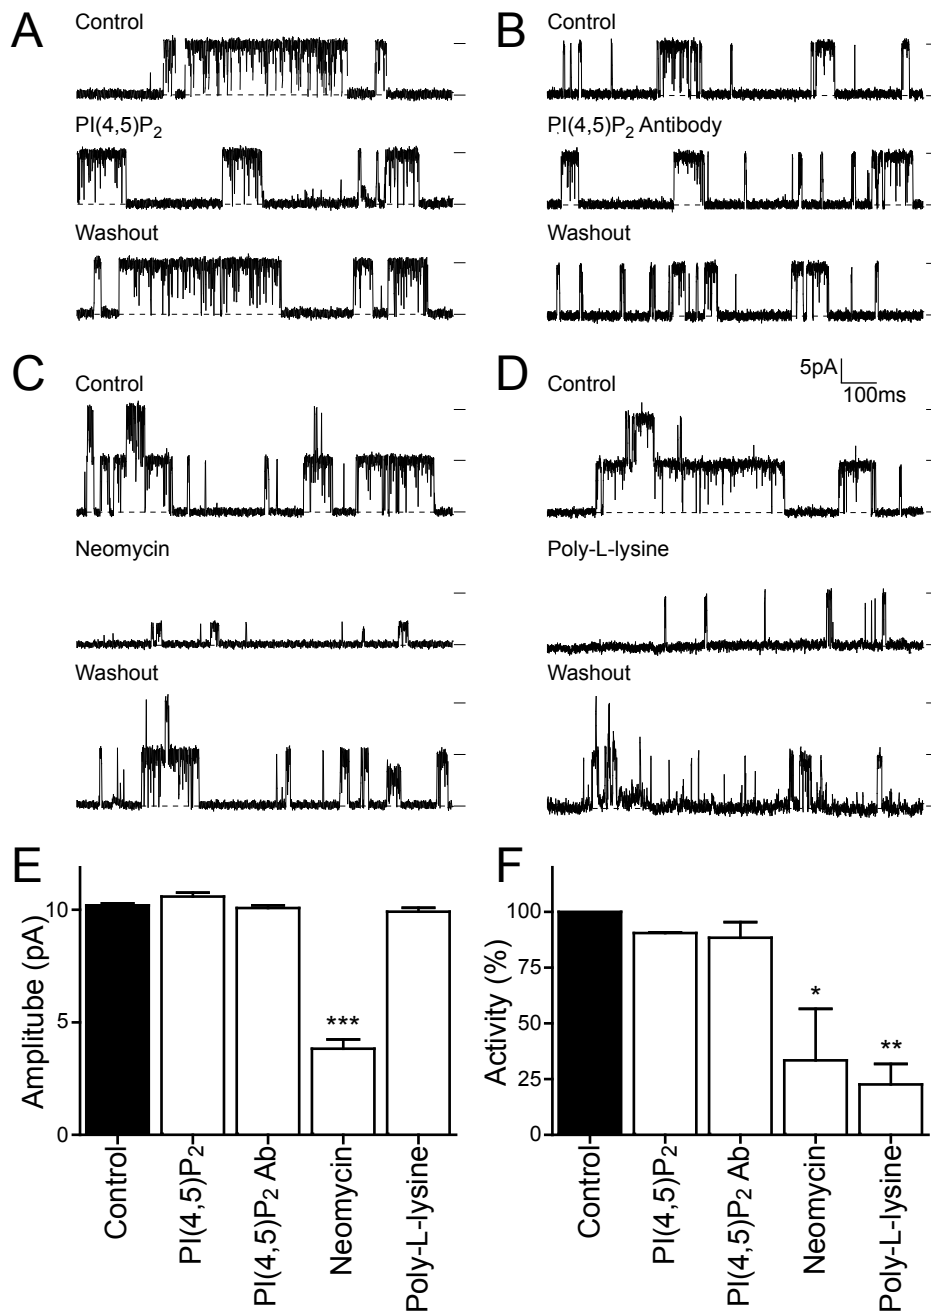 A
Control
PI(4,5)P₂
Washout
B
Control
PI(4,5)P₂ Antibody
Washout
C
Control
Neomycin
Washout
D
Control
5pA
100ms
Poly-L-lysine
Washout
E
Amplitube (pA)
10
5
0
***
Control
PI(4,5)P₂
PI(4,5)P₂ Ab
Neomycin
Poly-L-lysine
F
Activity (%)
100
75
50
25
0
*
**
Control
PI(4,5)P₂
PI(4,5)P₂ Ab
Neomycin
Poly-L-lysine